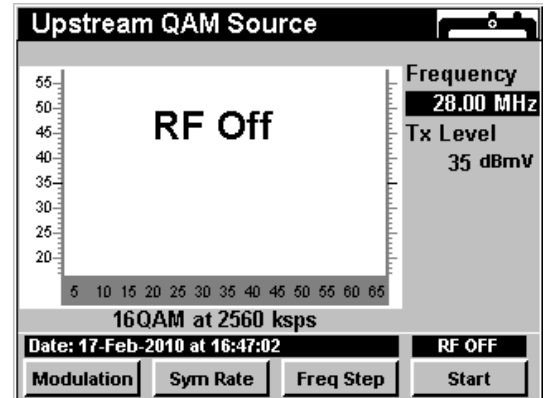 Upstream QAM Source
Frequency
28.00 MHz
Tx Level
35 dBmV
55
50
45
40
35
30
25
20
RF Off
5 10 15 20 25 30 35 40 45 50 55 60 65
16QAM at 2560 ksps
Date: 17-Feb-2010 at 16:47:02 RF OFF
Modulation Sym Rate Freq Step Start